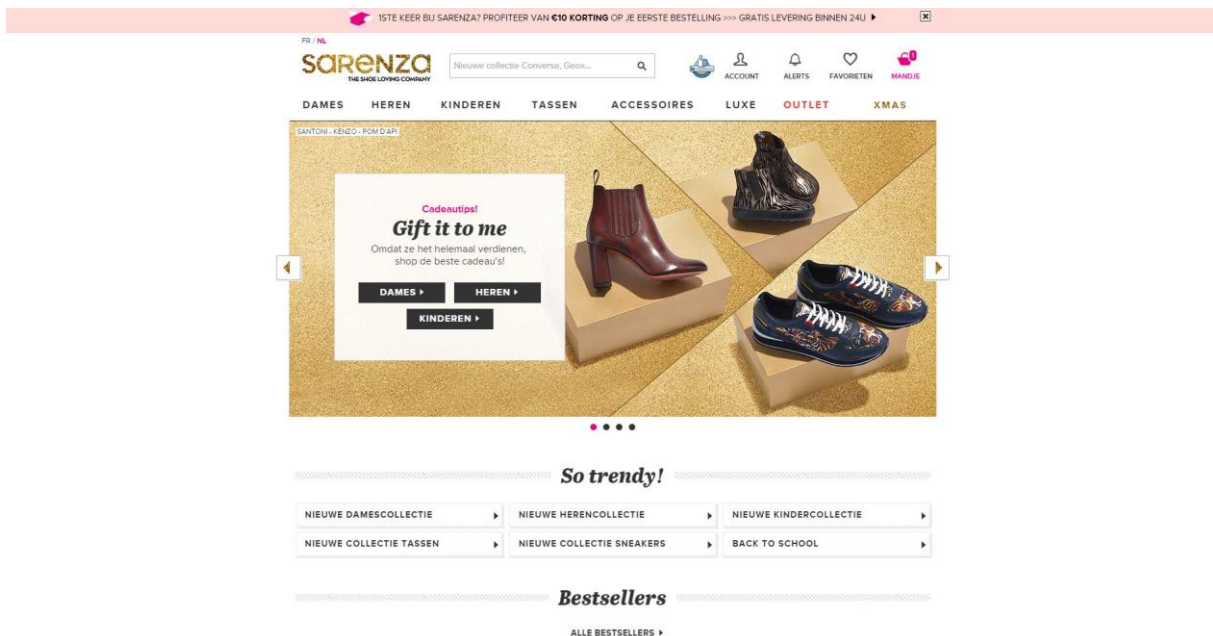 1STE KEER BIJ SARENZA? PROFITEER VAN €10 KORTING OP JE EERSTE BESTELLING >>> GRATIS LEVERING BINNEN 24U
FR / NL
SARENZA
THE SHOE LOVING COMPANY
Nieuwe collectie Converse, Geox...
ACCOUNT
ALERTS
FAVORIETEN
1
MANDJE
DAMES HEREN KINDEREN TASSEN ACCESSOIRES LUXE OUTLET XMAS
SANTONI - KENZO - POM D'API
Cadeautips!
Gift it to me
Omdat ze het helemaal verdienen,
shop de beste cadeau's!
DAMES HEREN
KINDEREN
So trendy!
NIEUWE DAMESCOLLECTIE NIEUWE HERENCOLLECTIE NIEUWE KINDERCOLLECTIE
NIEUWE COLLECTIE TASSEN NIEUWE COLLECTIE SNEAKERS BACK TO SCHOOL
Bestsellers
ALLE BESTSELLERS